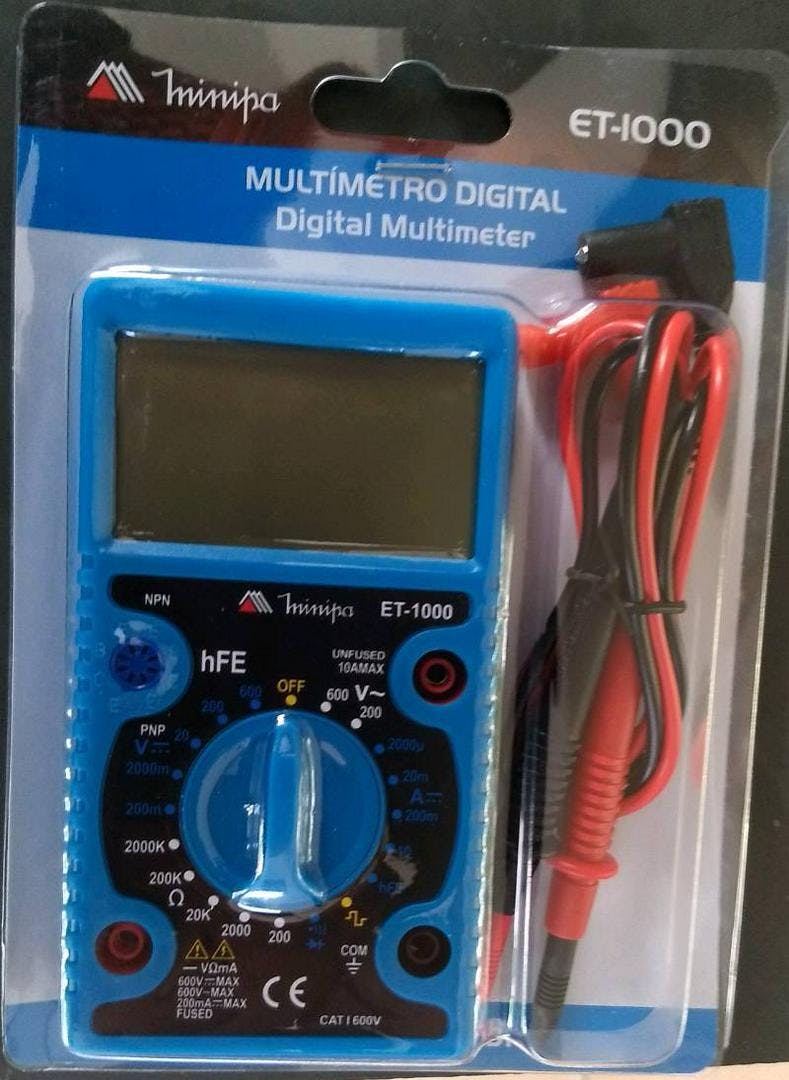 minipa
ET-1000
MULTÍMETRO DIGITAL
Digital Multimeter
NPN
minipa ET-1000
hFE
UNFUSED
10AMAX
OFF
600 V~
200
600
200
20
PNP
V⎓
2000m
200m
2000K
200K
Ω
20K
2000
200
2000µ
20m
A⎓
200m
10
hFE
COM
VΩmA
600V⎓MAX
600V~MAX
200mA⎓MAX
FUSED
CE
CAT I 600V